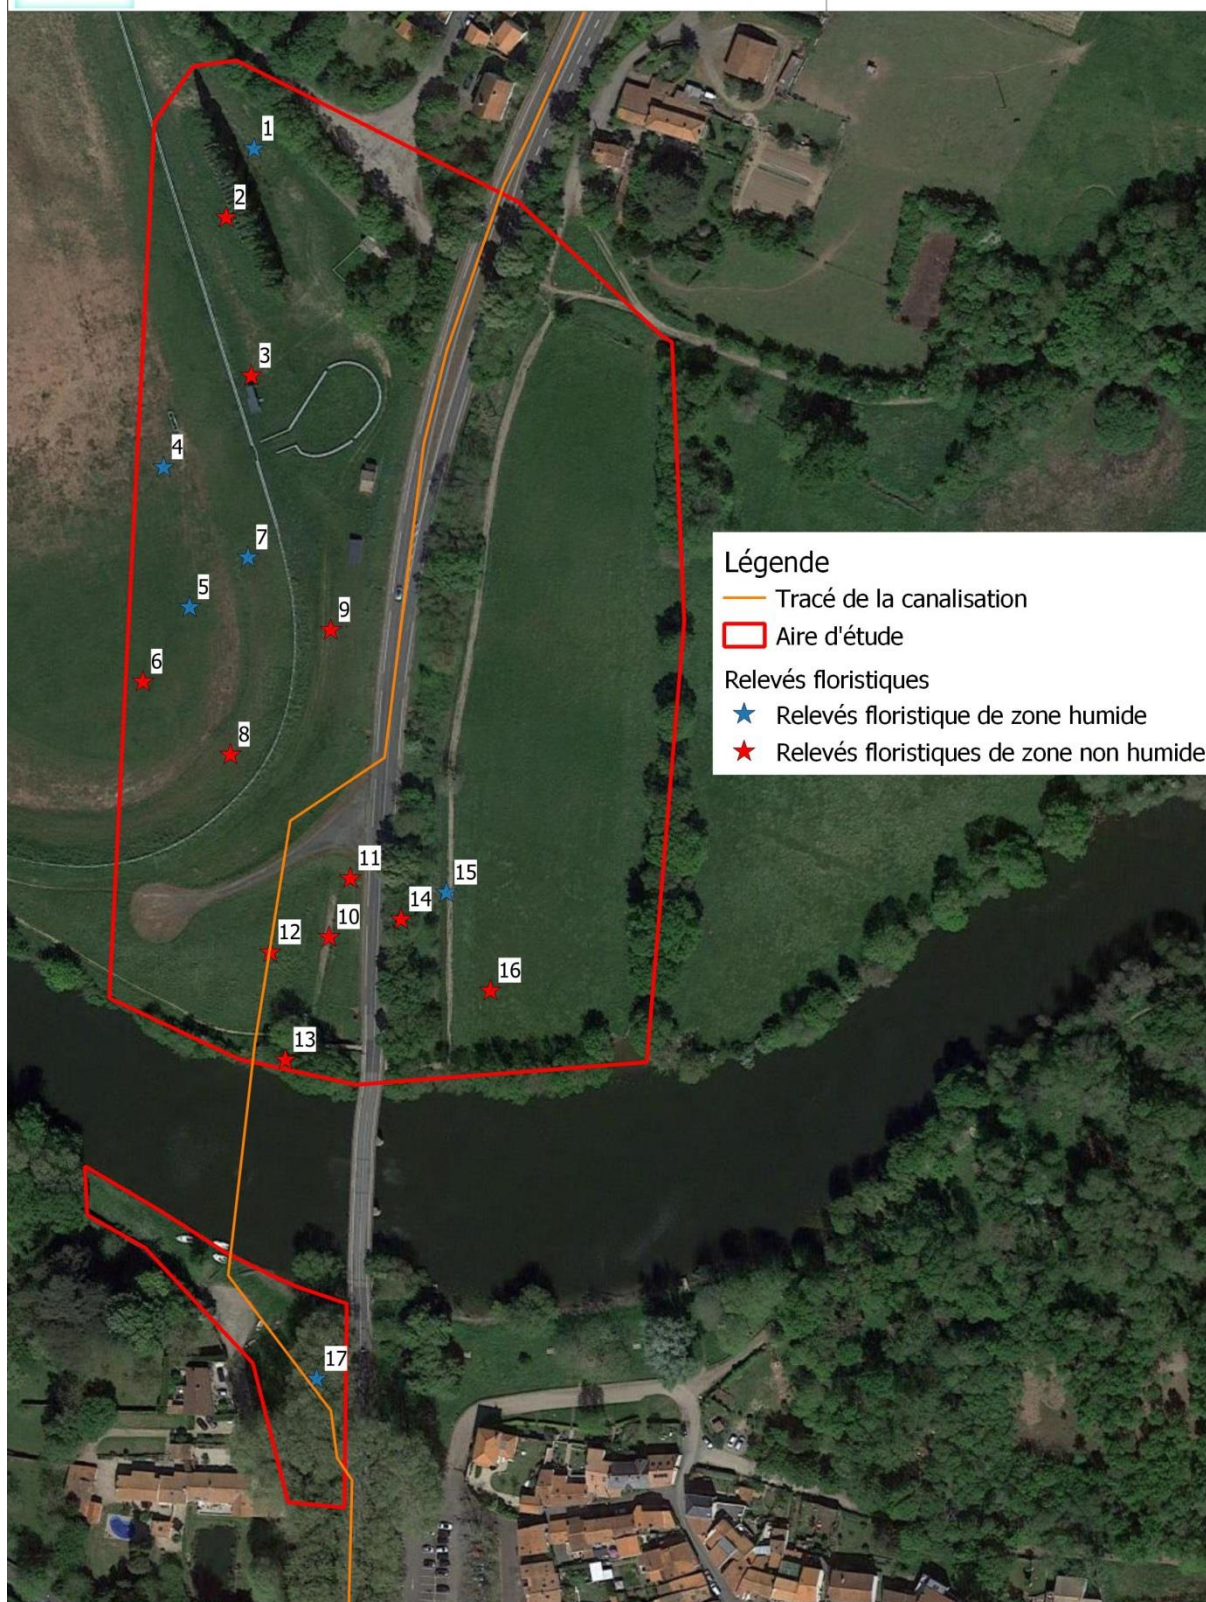 1
2
3
4
7
5
9
6
8
11
15
14
10
12
16
13
17
Légende
Tracé de la canalisation
Aire d'étude
Relevés floristiques
Relevés floristique de zone humide
Relevés floristiques de zone non humide